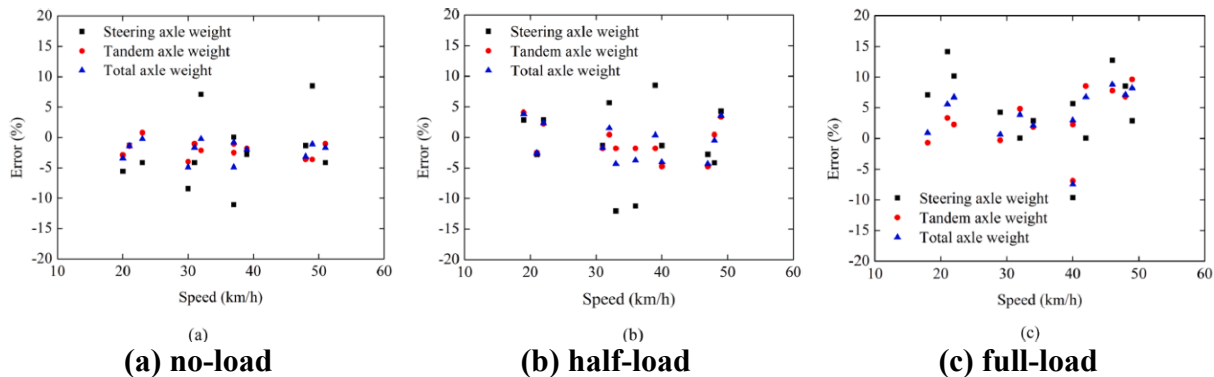 20
15
10
5
0
-5
-10
-15
-20
Error (%)
Steering axle weight
Tandem axle weight
Total axle weight
10 20 30 40 50 60
Speed (km/h)
(a)
(a) no-load
20
15
10
5
0
-5
-10
-15
-20
Error (%)
Steering axle weight
Tandem axle weight
Total axle weight
10 20 30 40 50 60
Speed (km/h)
(b)
(b) half-load
20
15
10
5
0
-5
-10
-15
-20
Error (%)
Steering axle weight
Tandem axle weight
Total axle weight
10 20 30 40 50 60
Speed (km/h)
(c)
(c) full-load